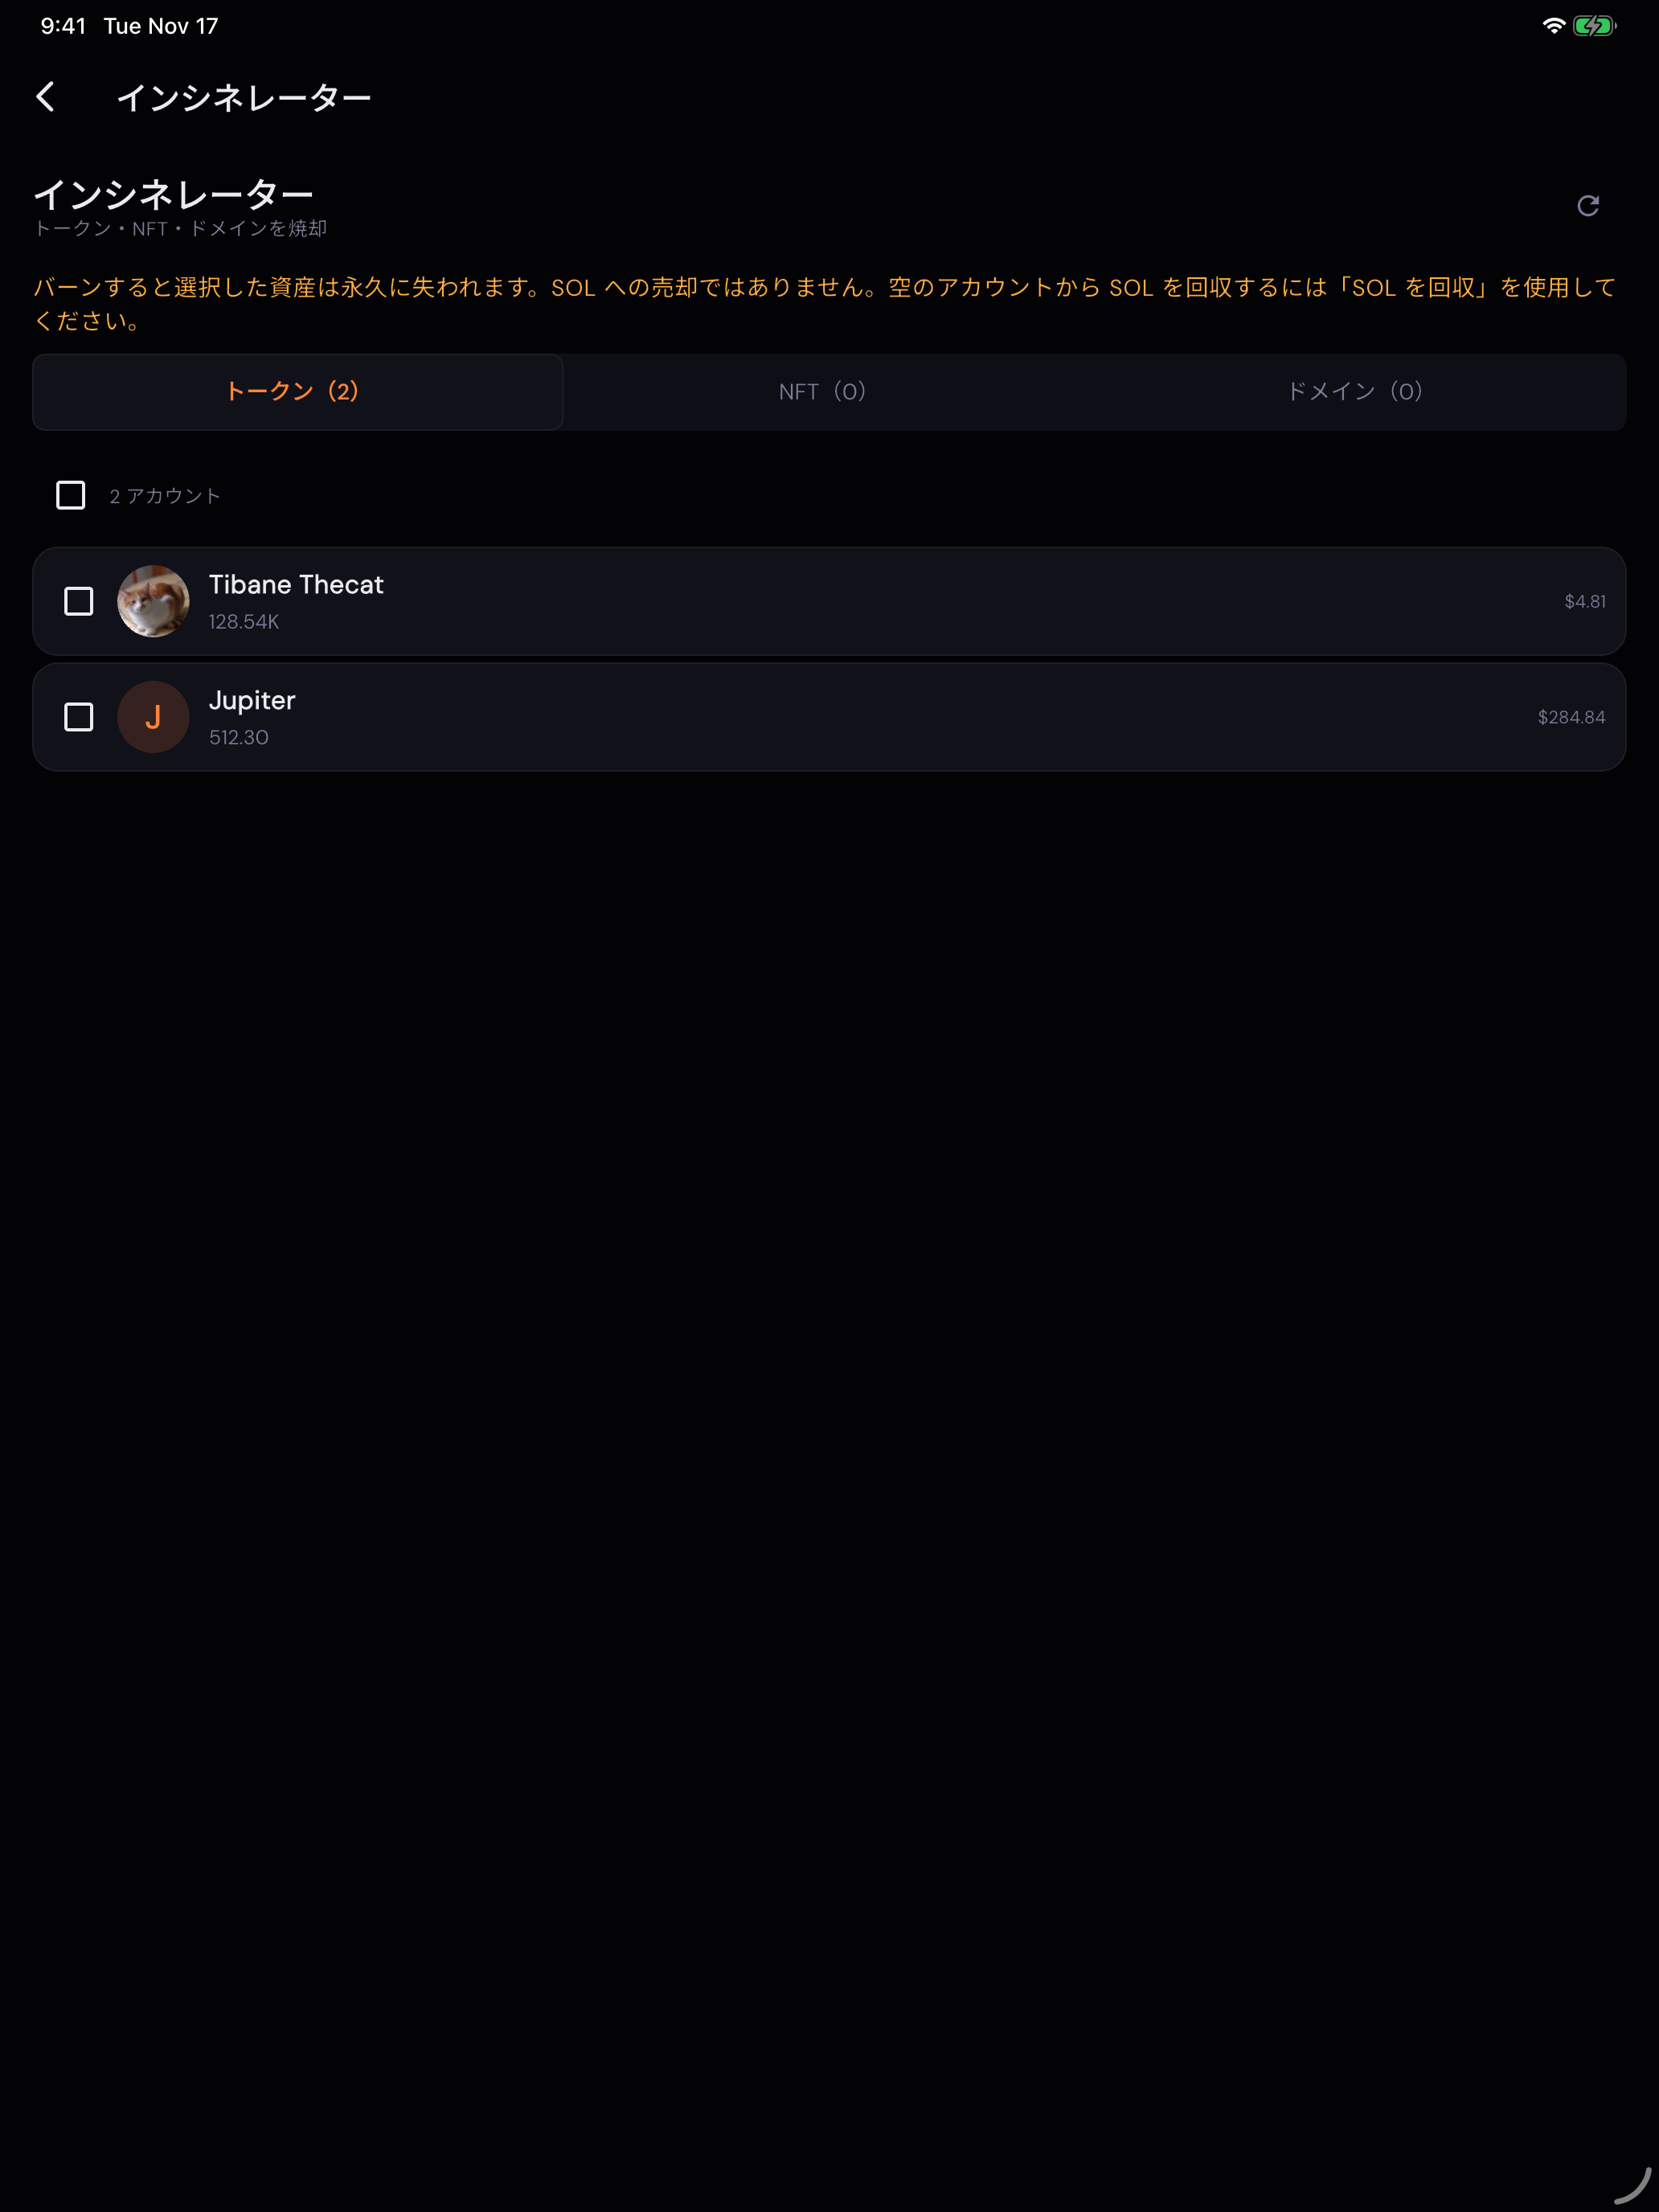 9:41 Tue Nov 17
インシネレーター
インシネレーター
トークン・NFT・ドメインを焼却
バーンすると選択した資産は永久に失われます。SOL への売却ではありません。空のアカウントから SOL を回収するには「SOL を回収」を使用して
ください。
トークン（2） NFT（0） ドメイン（0）
2 アカウント
Tibane Thecat
128.54K
$4.81
J
Jupiter
512.30
$284.84